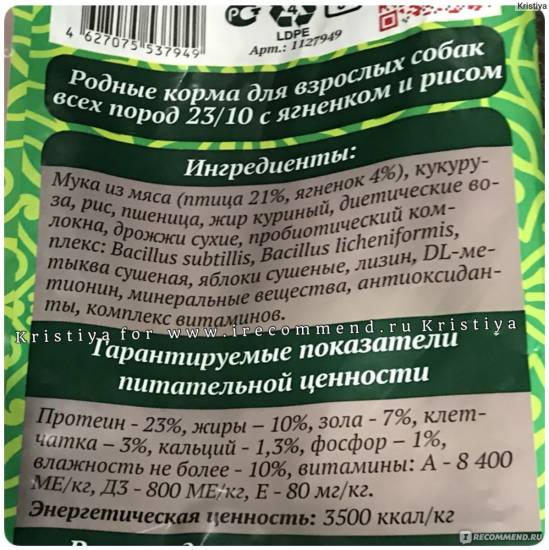 Kristiya
4 627075 537949
РСТ
4
LDPE
Арт.: 1127949
Родные корма для взрослых собак
всех пород 23/10 с ягненком и рисом
Ингредиенты:
Мука из мяса (птица 21%, ягненок 4%), кукуру-
за, рис, пшеница, жир куриный, диетические во-
локна, дрожжи сухие, пробиотический ком-
плекс: Bacillus subtillis, Bacillus licheniformis,
тыква сушеная, яблоки сушеные, лизин, DL-ме-
тионин, минеральные вещества, антиоксидан-
ты, комплекс витаминов.
Kristiya for www.irecommend.ru Kristiya
Гарантируемые показатели
питательной ценности
Протеин - 23%, жиры – 10%, зола - 7%, клет-
чатка – 3%, кальций - 1,3%, фосфор – 1%,
влажность не более - 10%, витамины: А - 8 400
МЕ/кг, Д3 - 800 МЕ/кг, Е - 80 мг/кг.
Энергетическая ценность: 3500 ккал/кг
IRECOMMEND.RU